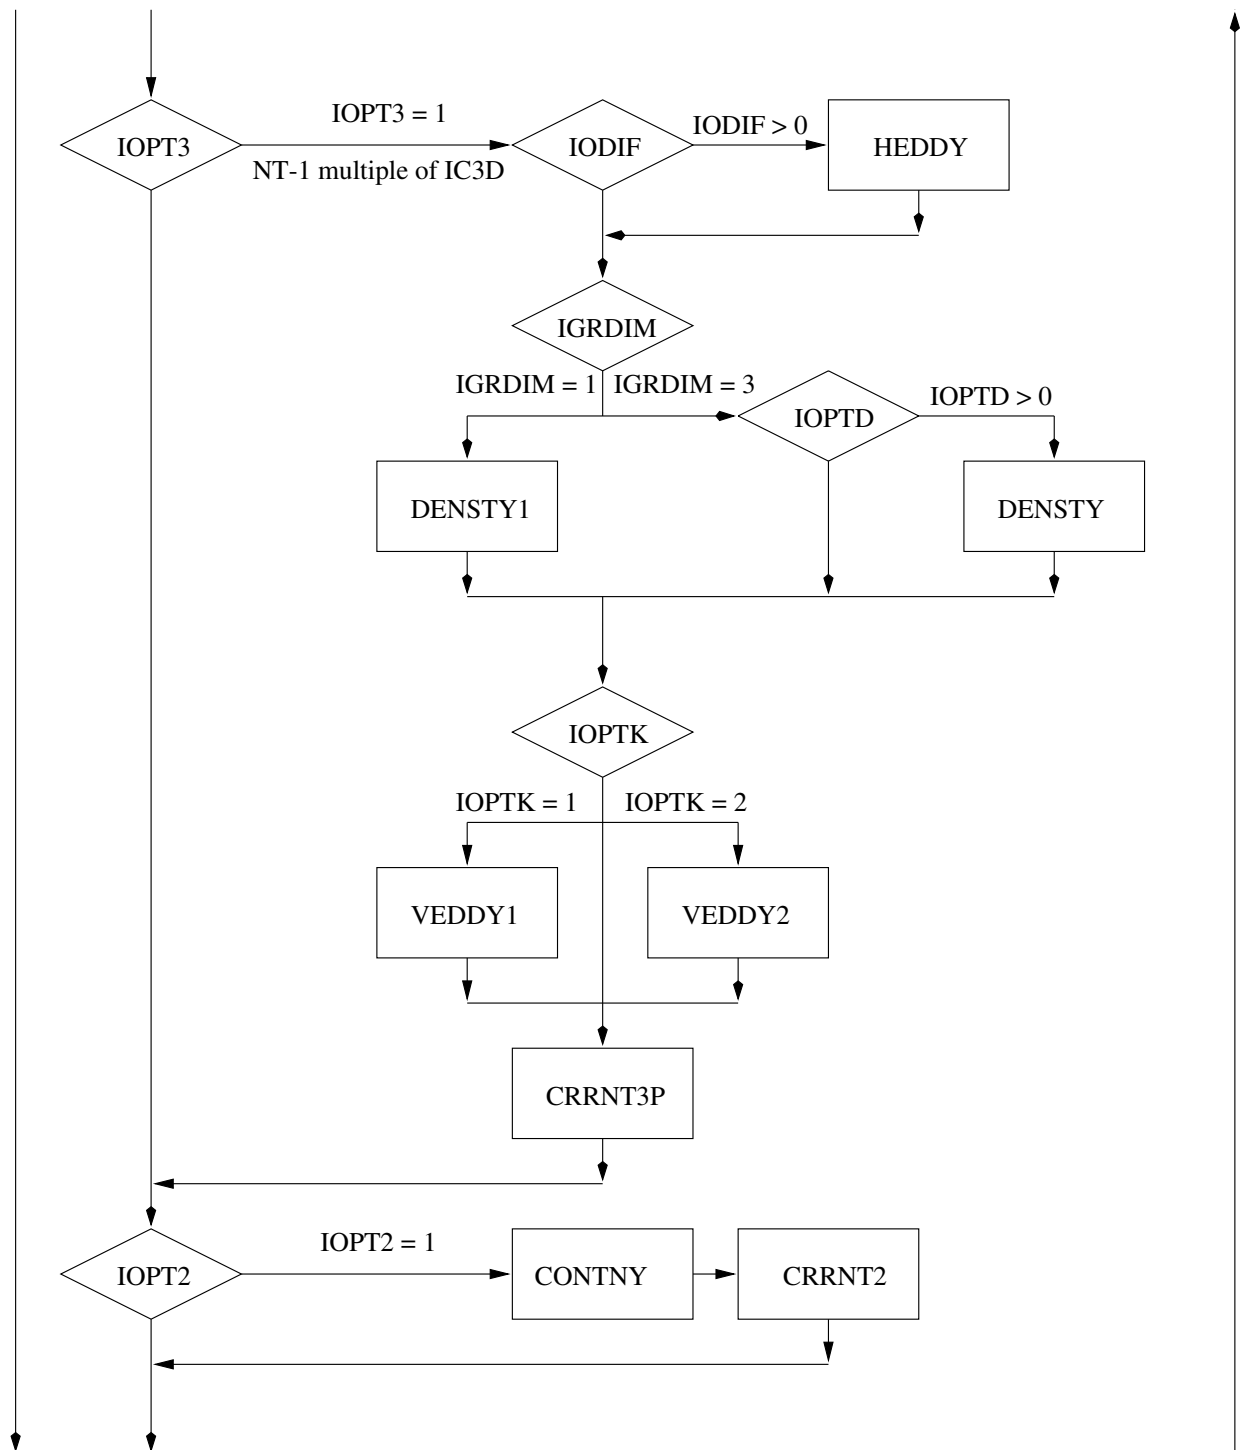 IOPT3 = 1
IODIF > 0
IOPT3
IODIF
HEDDY
NT-1 multiple of IC3D
IGRDIM
IGRDIM = 1
IGRDIM = 3
IOPTD > 0
IOPTD
DENSTY1
DENSTY
IOPTK
IOPTK = 1
IOPTK = 2
VEDDY1
VEDDY2
CRRNT3P
IOPT2 = 1
IOPT2
CONTNY
CRRNT2